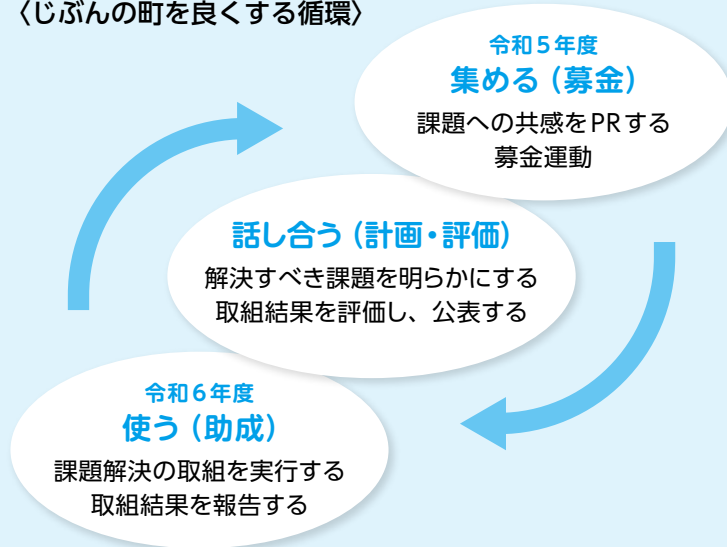 〈じぶんの町を良くする循環〉
令和5年度
集める（募金）
課題への共感をPRする
募金運動
話し合う（計画・評価）
解決すべき課題を明らかにする
取組結果を評価し、公表する
令和6年度
使う（助成）
課題解決の取組を実行する
取組結果を報告する